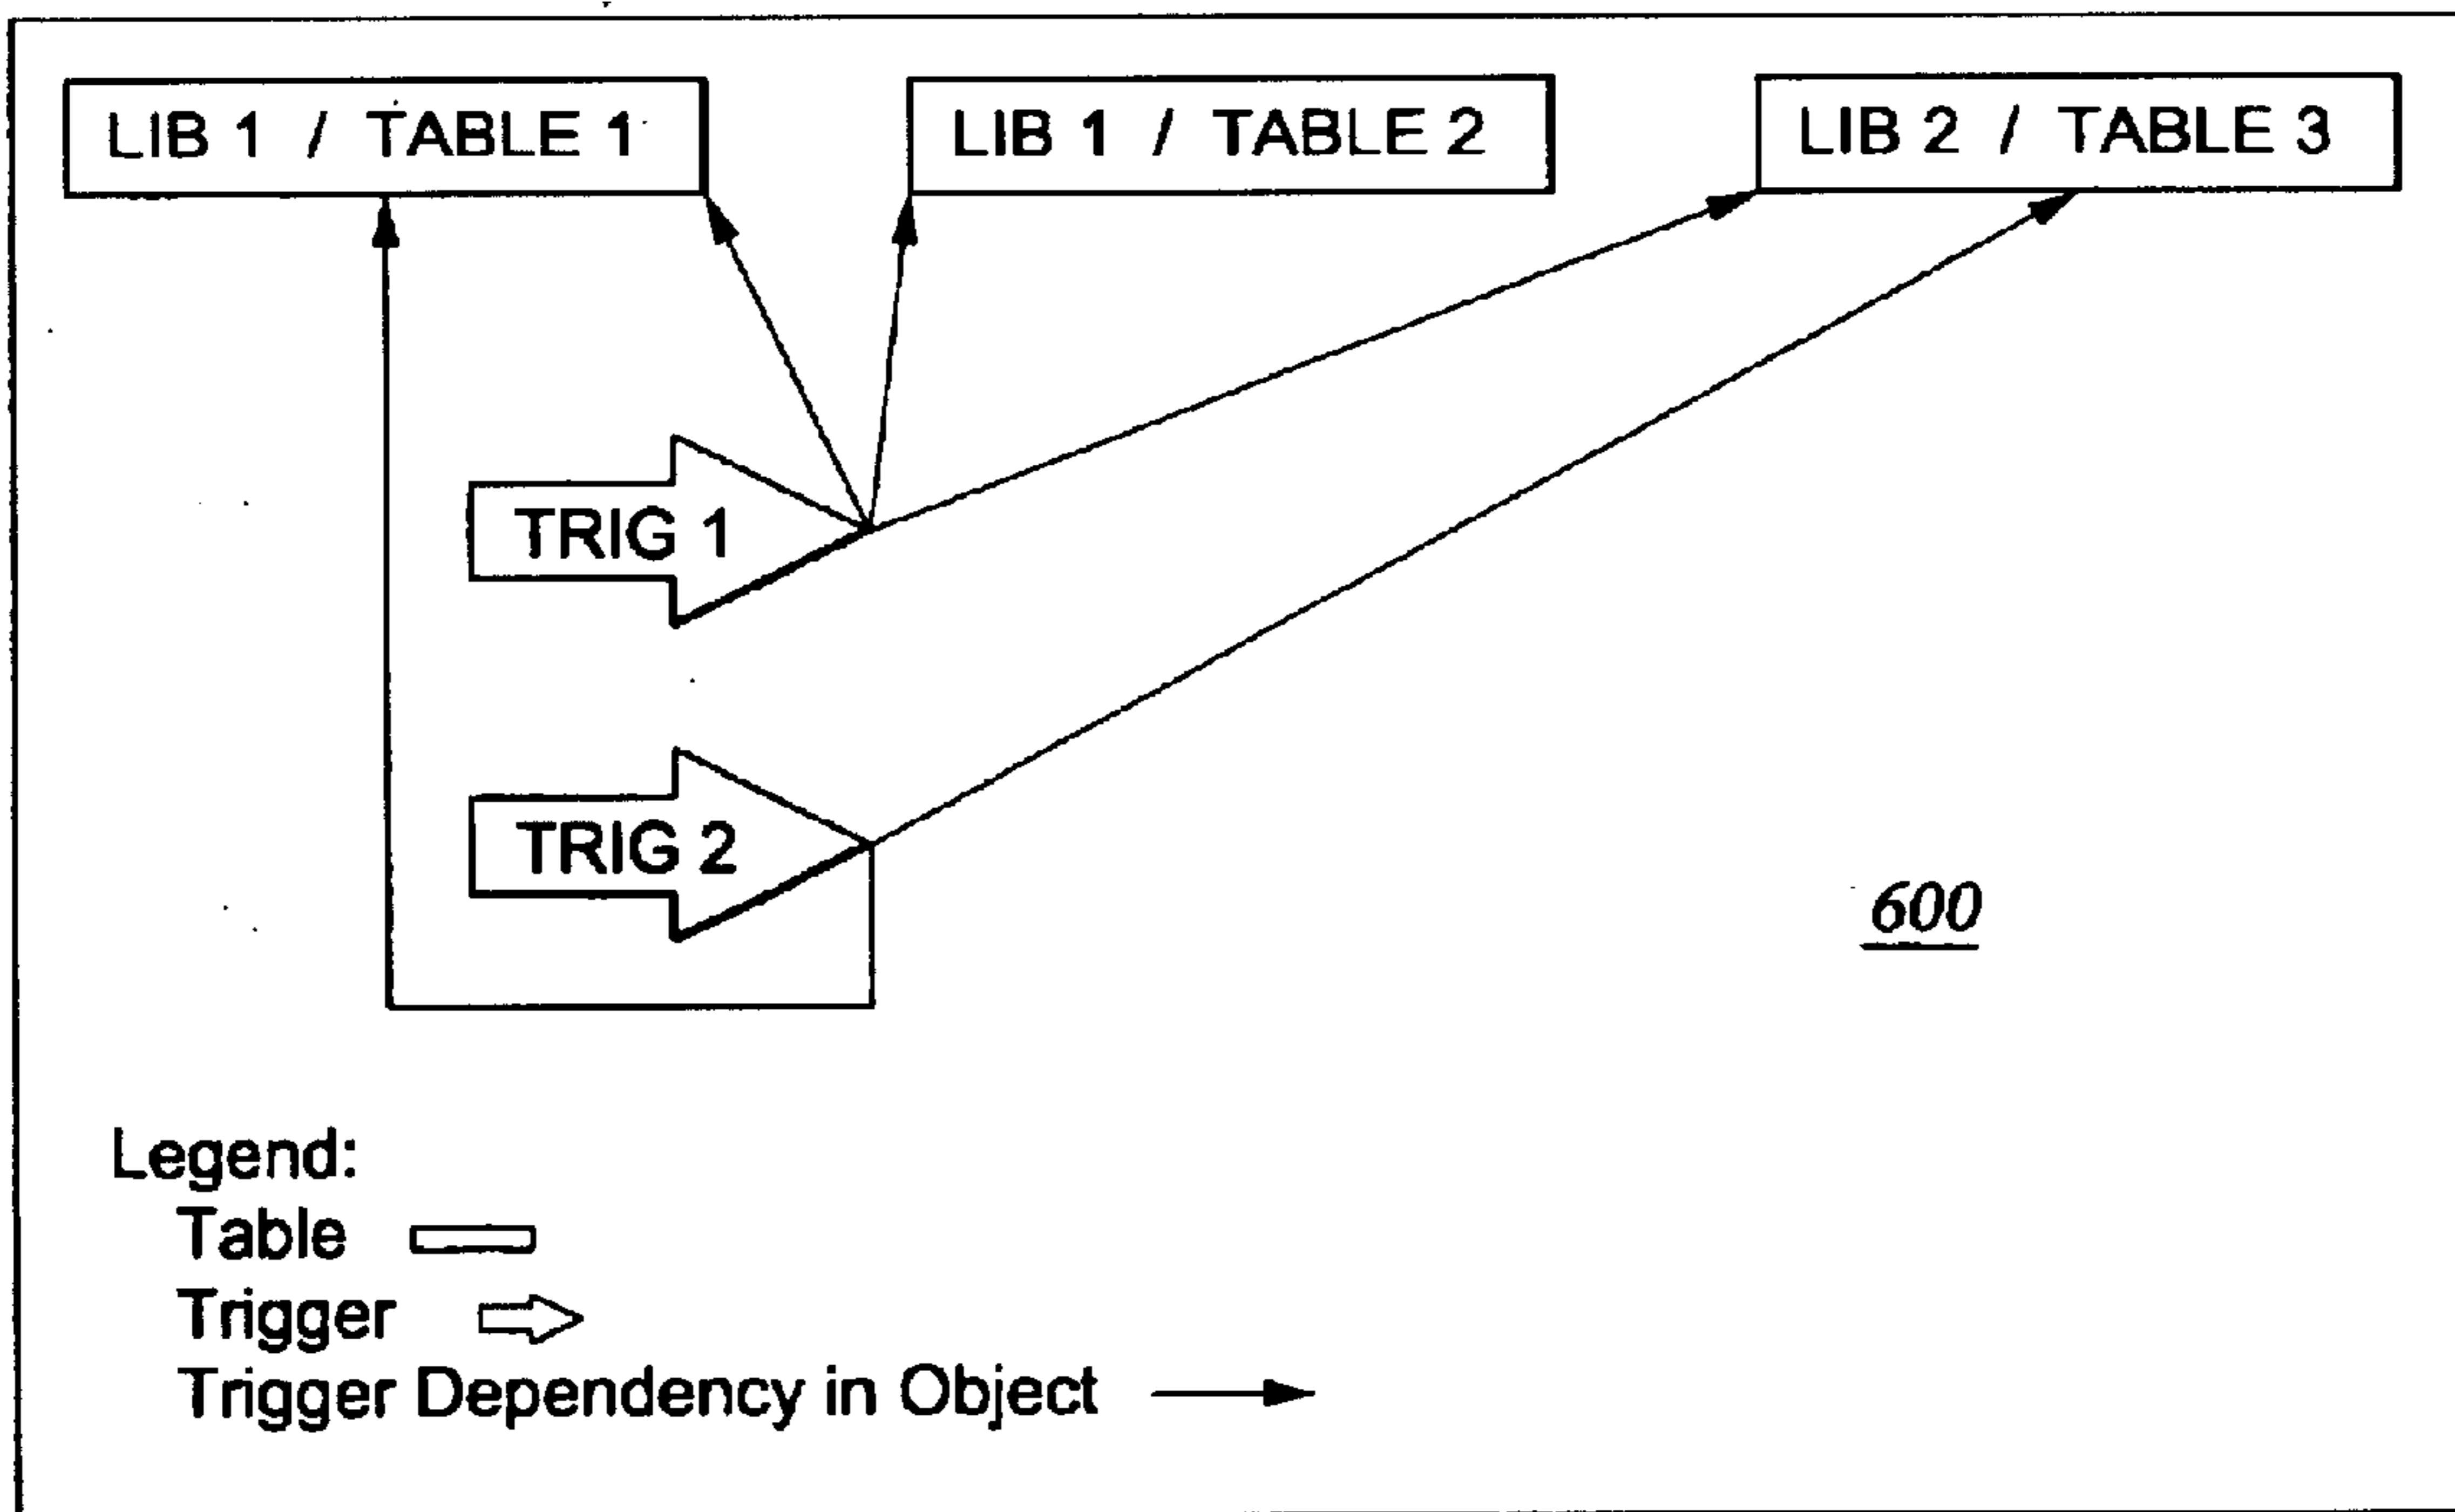 LIB 1 / TABLE 1
LIB 1 / TABLE 2
LIB 2 / TABLE 3
TRIG 1
TRIG 2
600
Legend:
Table
Trigger
Trigger Dependency in Object